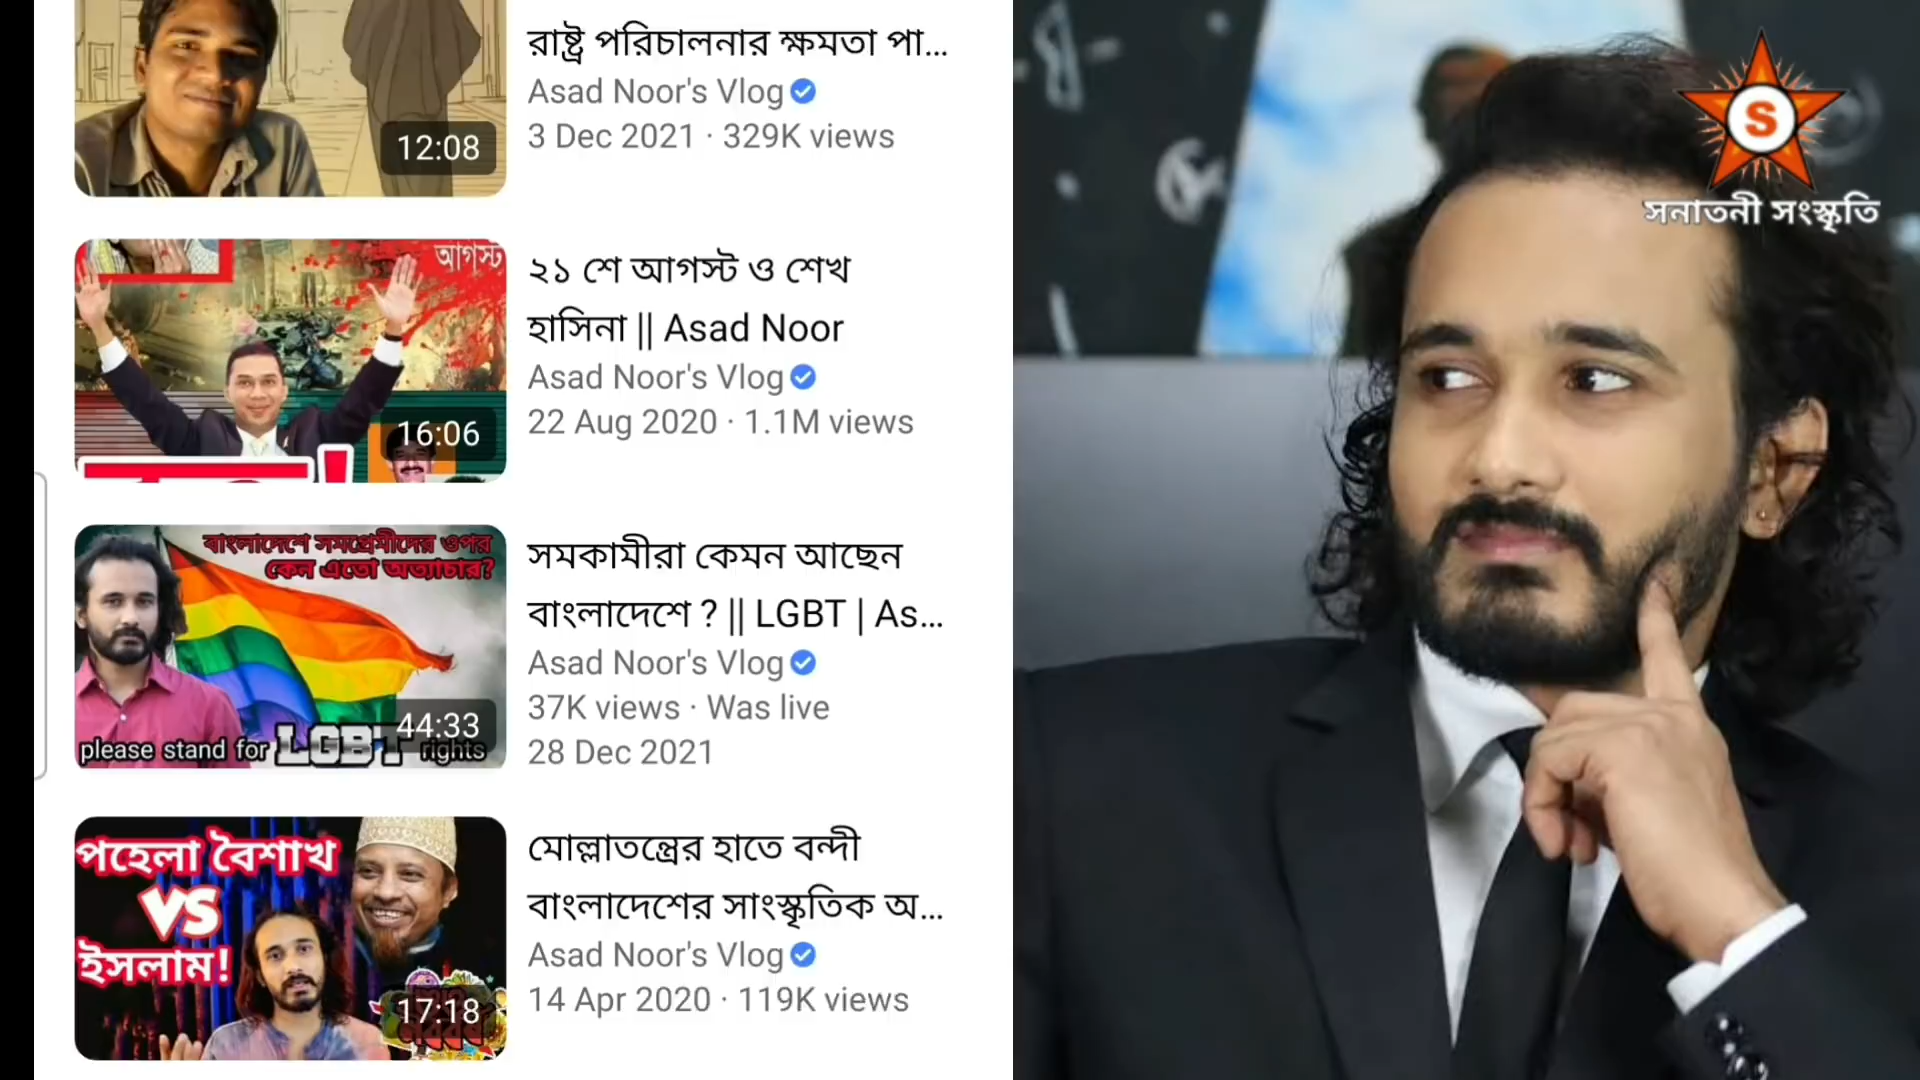 রাষ্ট্র পরিচালনার ক্ষমতা পা...
Asad Noor's Vlog
3 Dec 2021 · 329K views
12:08
আগস্ট
16:06
২১ শে আগস্ট ও শেখ
হাসিনা || Asad Noor
Asad Noor's Vlog
22 Aug 2020 · 1.1M views
বাংলাদেশে সমপ্রেমীদের ওপর
কেন এতো অত্যাচার?
44:33
please stand for LGBT rights
সমকামীরা কেমন আছেন
বাংলাদেশে ? || LGBT | As...
Asad Noor's Vlog
37K views · Was live
28 Dec 2021
পহেলা বৈশাখ
VS
ইসলাম!
17:18
মোল্লাতন্ত্রের হাতে বন্দী
বাংলাদেশের সাংস্কৃতিক অ...
Asad Noor's Vlog
14 Apr 2020 · 119K views
S
সনাতনী সংস্কৃতি